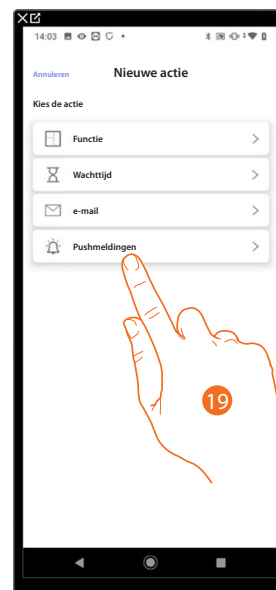 14:03
Annuleren Nieuwe actie
Kies de actie
Functie
Wachttijd
e-mail
Pushmeldingen
19